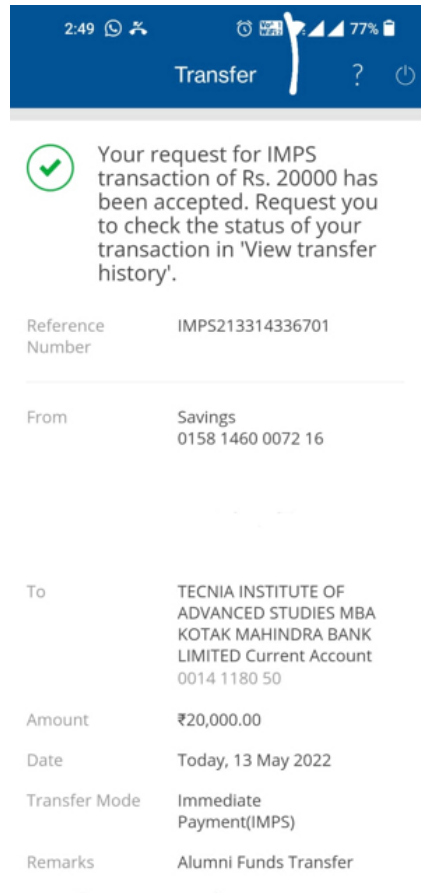 2:49 77%
Transfer ?
Your request for IMPS
transaction of Rs. 20000 has
been accepted. Request you
to check the status of your
transaction in 'View transfer
history'.
Reference IMPS213314336701
Number
From Savings
0158 1460 0072 16
To TECNIA INSTITUTE OF
ADVANCED STUDIES MBA
KOTAK MAHINDRA BANK
LIMITED Current Account
0014 1180 50
Amount ₹20,000.00
Date Today, 13 May 2022
Transfer Mode Immediate
Payment(IMPS)
Remarks Alumni Funds Transfer